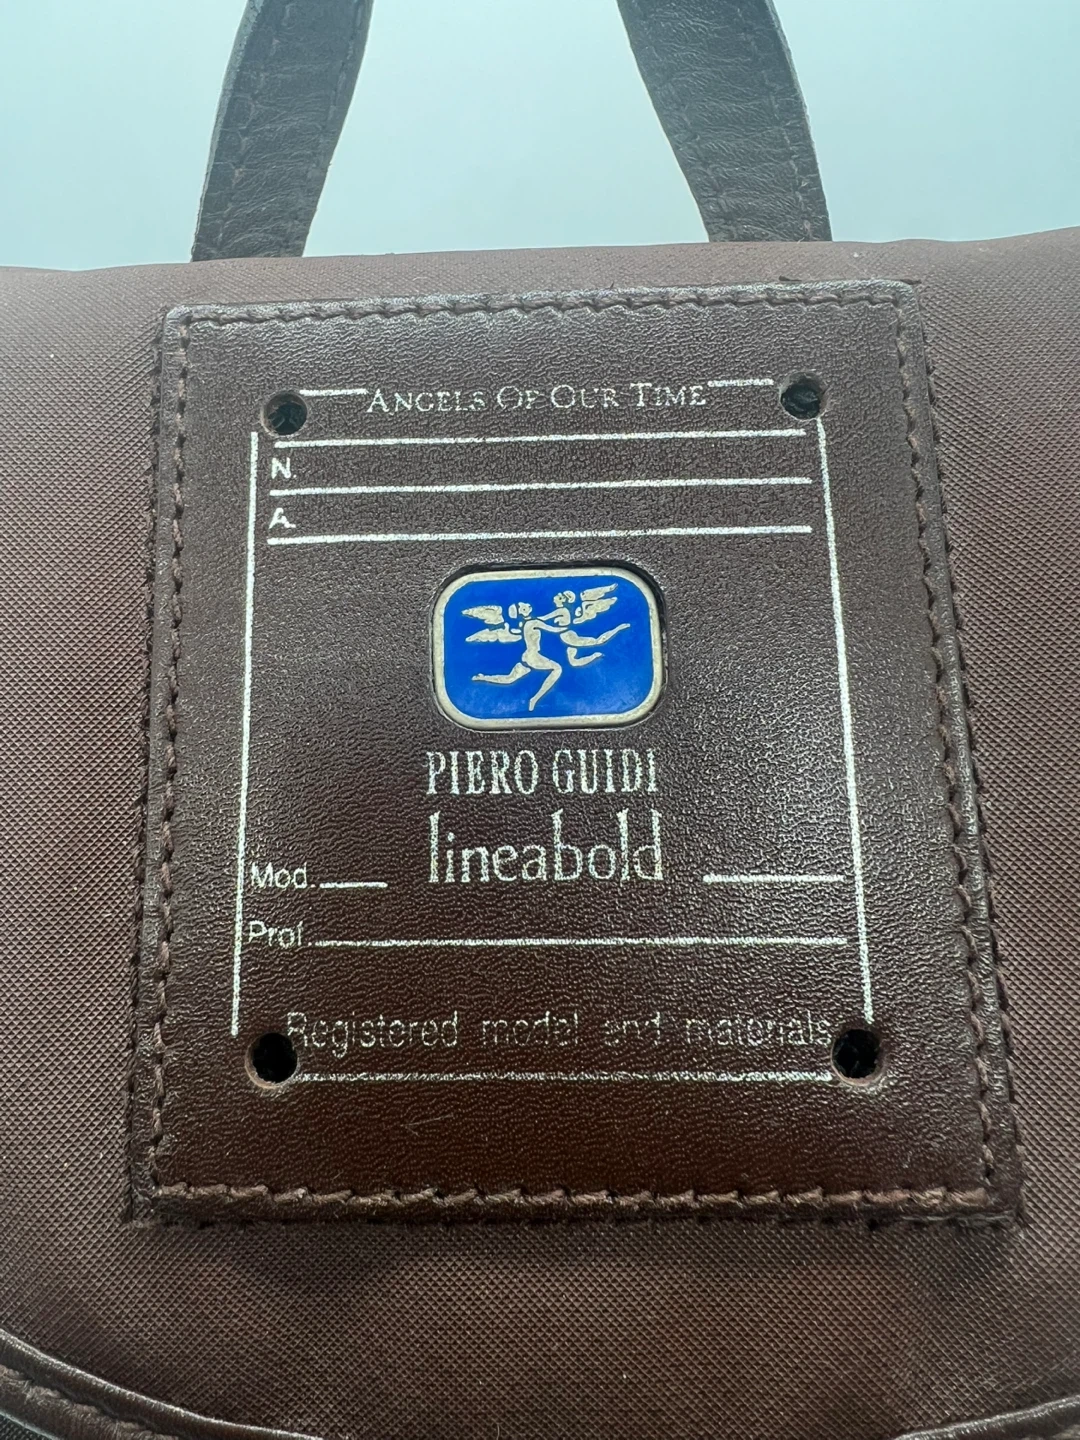 ANGELS OF OUR TIME
N.
A.
PIERO GUIDI
lineabold
Mod.
Prof.
Registered model and materials